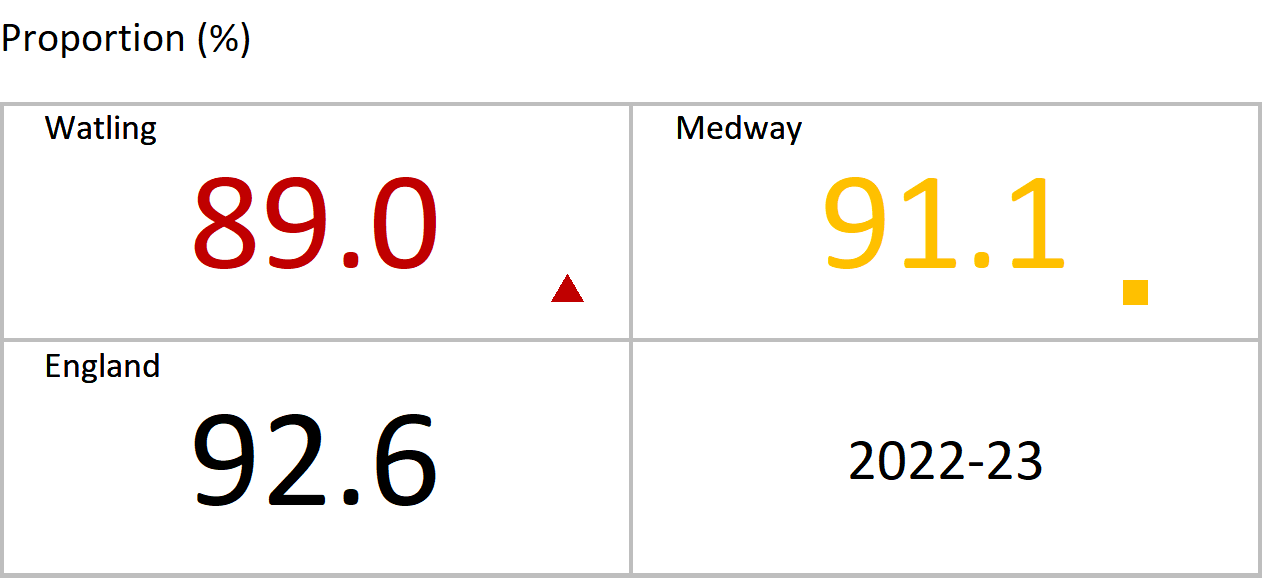 Proportion (%)
Watling
89.0
Medway
91.1
England
92.6
2022-23